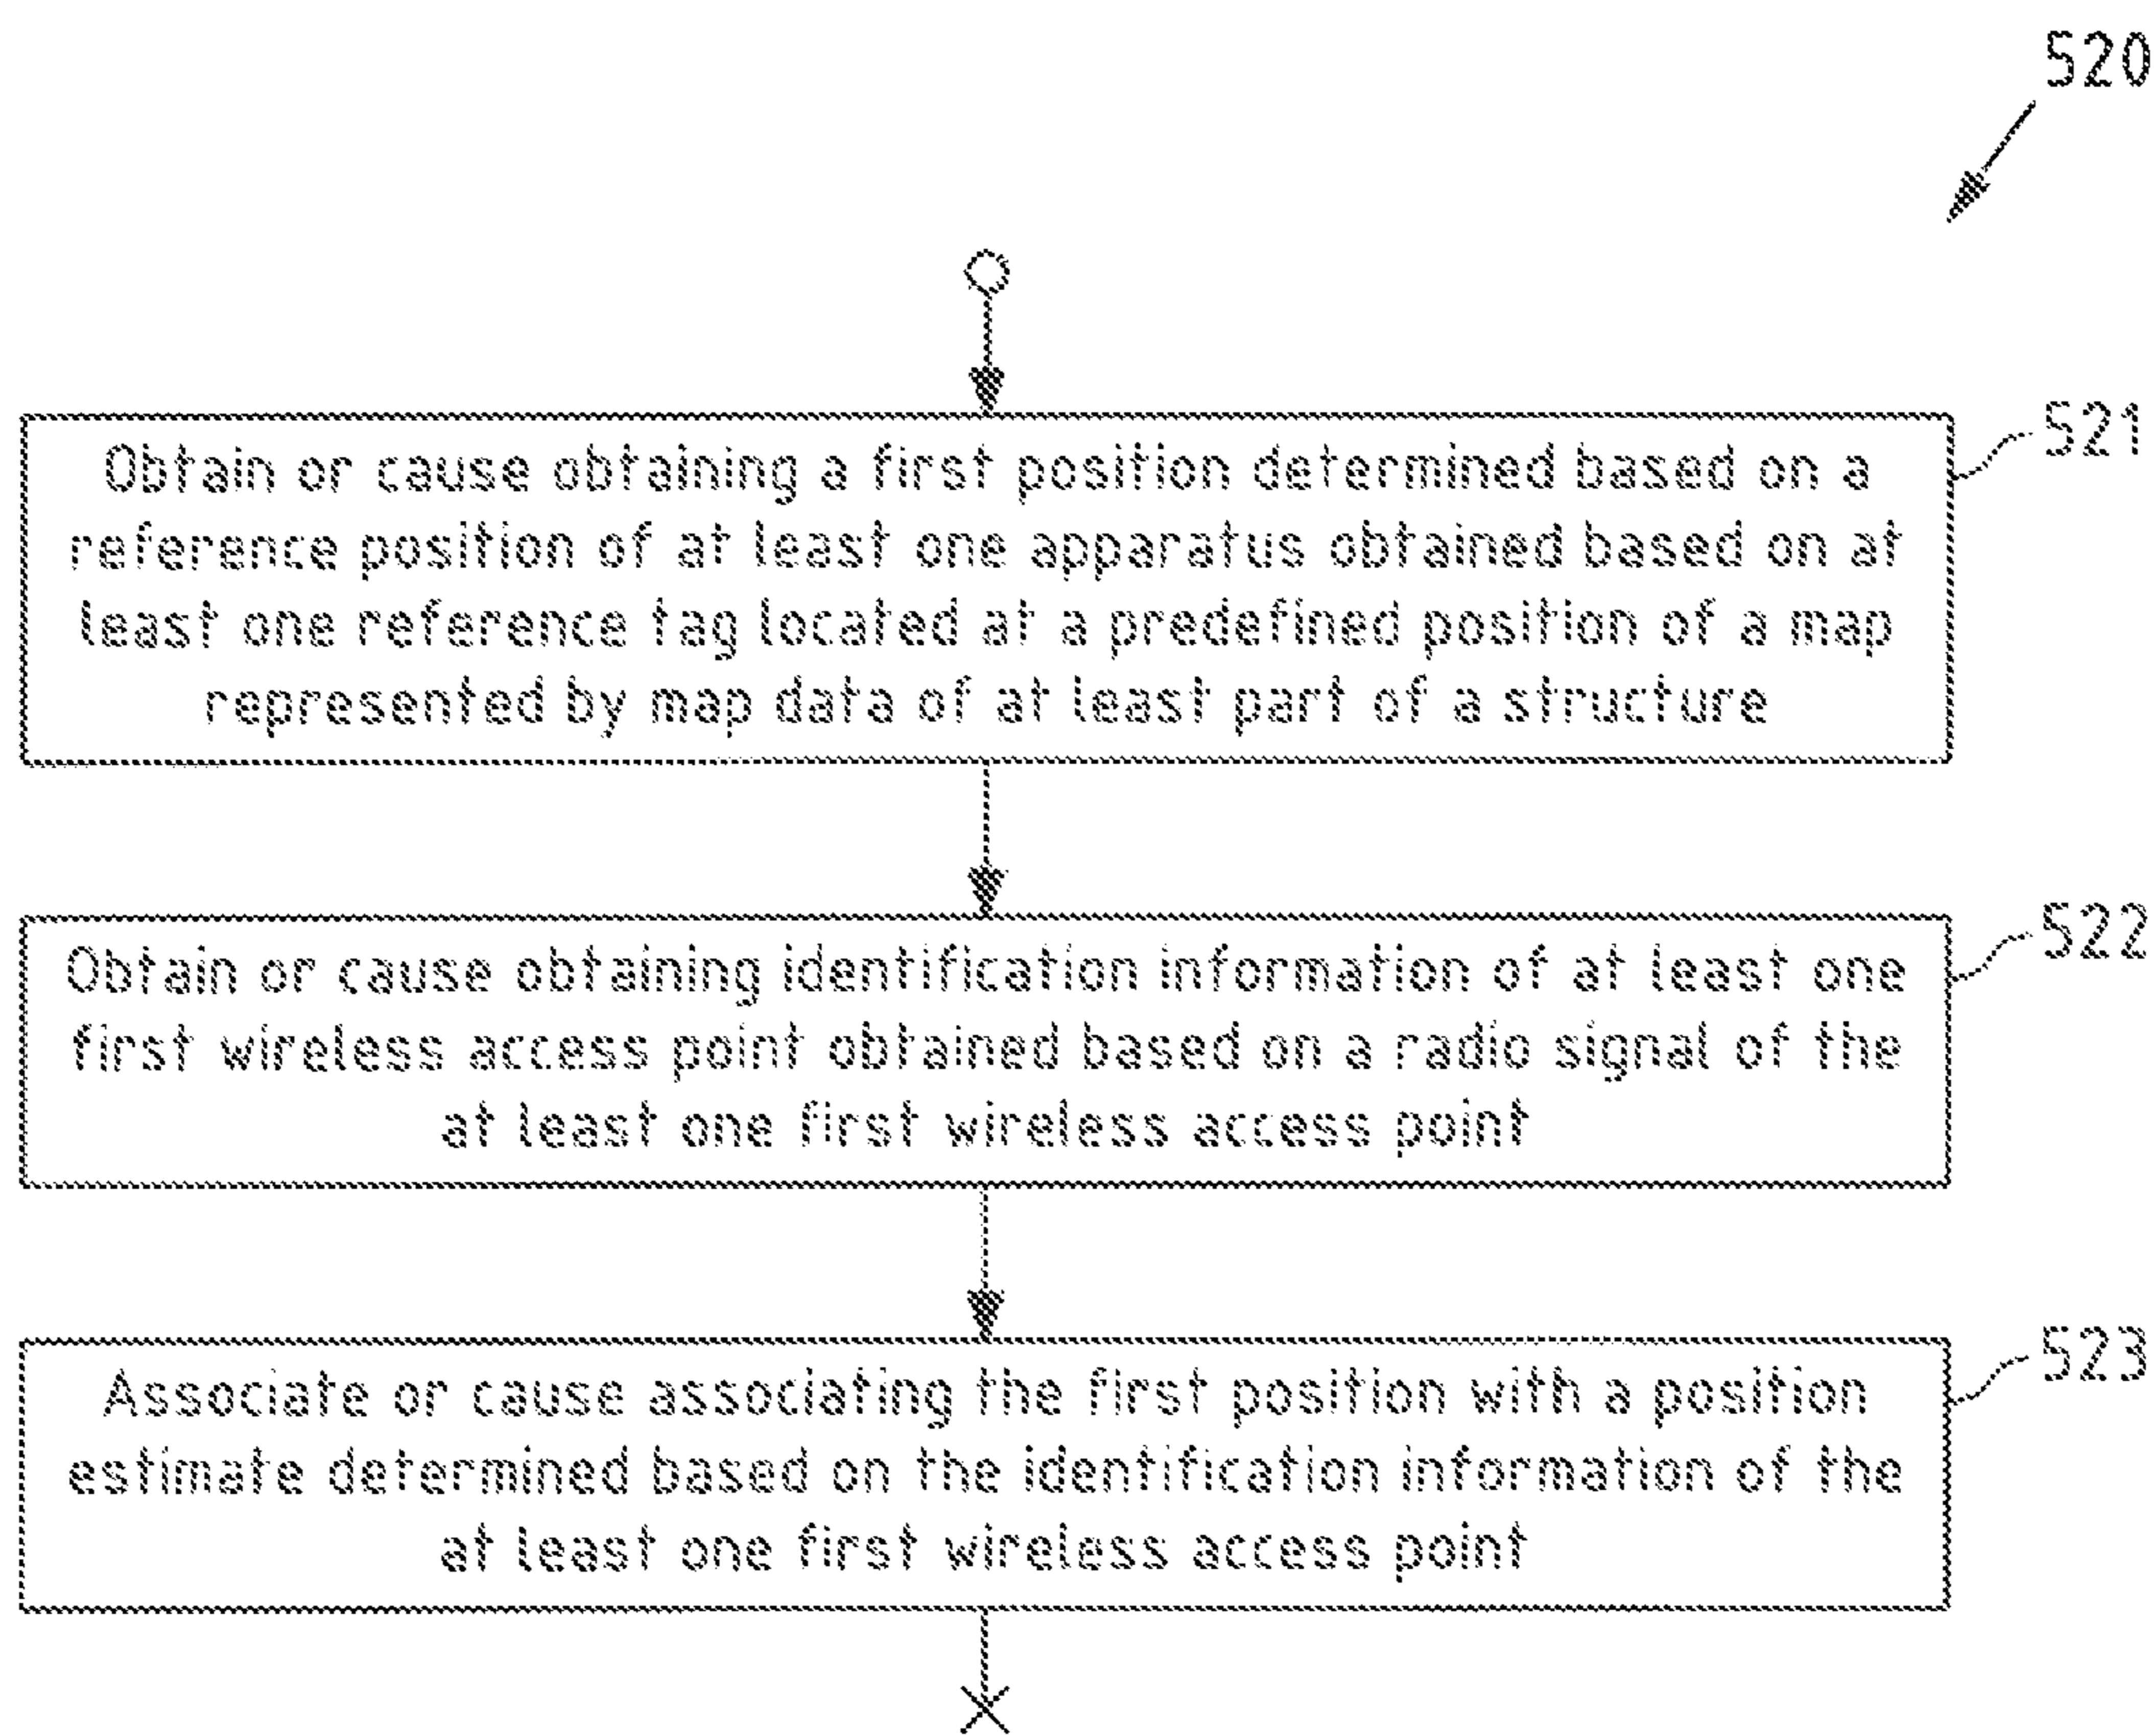 520
Obtain or cause obtaining a first position determined based on a
reference position of at least one apparatus obtained based on at
least one reference tag located at a predefined position of a map
represented by map data of at least part of a structure
521
Obtain or cause obtaining identification information of at least one
first wireless access point obtained based on a radio signal of the
at least one first wireless access point
522
Associate or cause associating the first position with a position
estimate determined based on the identification information of the
at least one first wireless access point
523